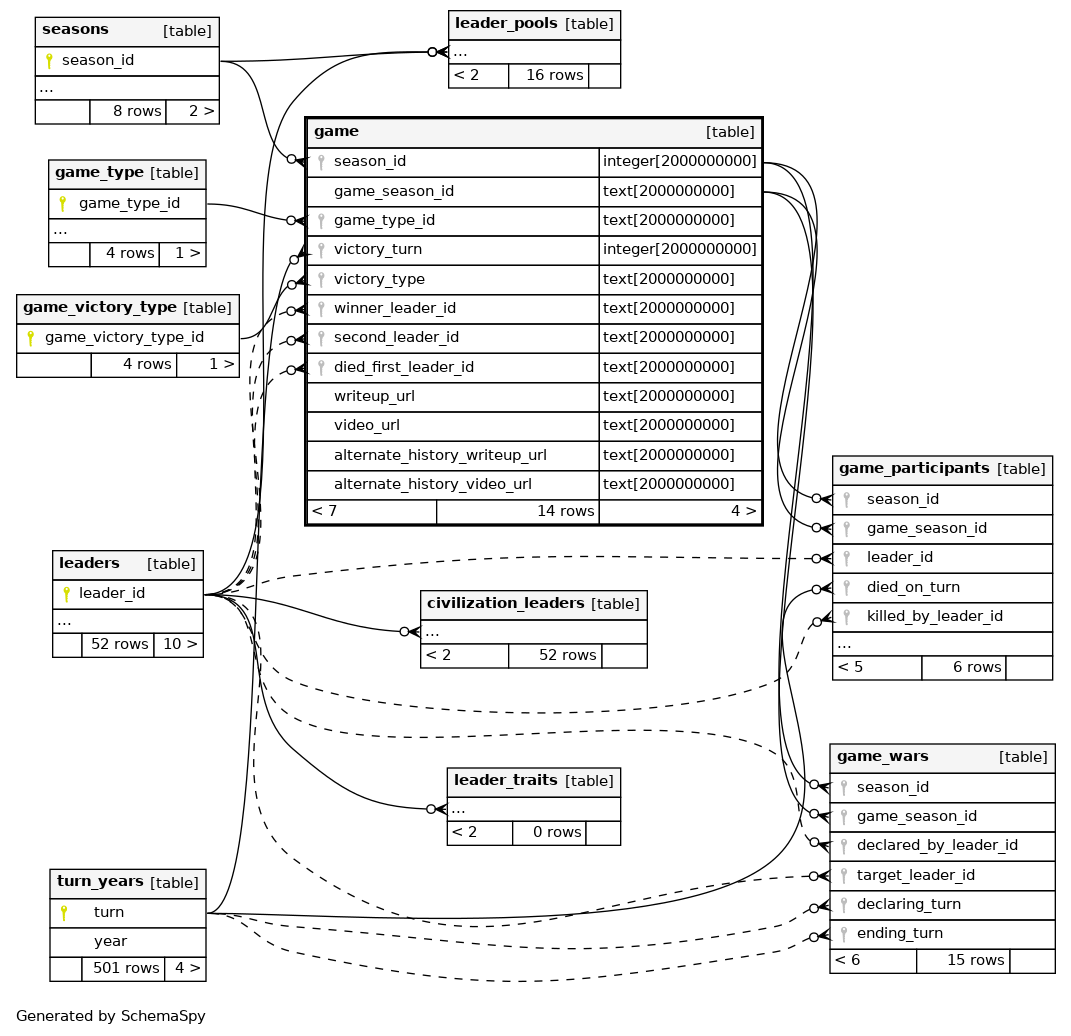 seasons [table]
season_id
...
8 rows 2 >
leader_pools [table]
...
< 2 16 rows
game_type [table]
game_type_id
...
4 rows 1 >
game_victory_type [table]
game_victory_type_id
4 rows 1 >
game [table]
season_id integer[2000000000]
game_season_id text[2000000000]
game_type_id text[2000000000]
victory_turn integer[2000000000]
victory_type text[2000000000]
winner_leader_id text[2000000000]
second_leader_id text[2000000000]
died_first_leader_id text[2000000000]
writeup_url text[2000000000]
video_url text[2000000000]
alternate_history_writeup_url text[2000000000]
alternate_history_video_url text[2000000000]
< 7 14 rows 4 >
game_participants [table]
season_id
game_season_id
leader_id
died_on_turn
killed_by_leader_id
...
< 5 6 rows
leaders [table]
leader_id
...
52 rows 10 >
civilization_leaders [table]
...
< 2 52 rows
leader_traits [table]
...
< 2 0 rows
game_wars [table]
season_id
game_season_id
declared_by_leader_id
target_leader_id
declaring_turn
ending_turn
< 6 15 rows
turn_years [table]
turn
year
501 rows 4 >
Generated by SchemaSpy